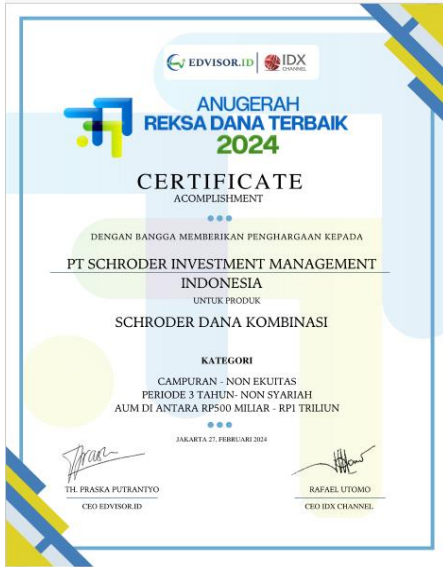 EDVISOR.ID IDX CHANNEL
ANUGERAH
REKSA DANA TERBAIK
2024
CERTIFICATE
ACOMPLISHMENT
DENGAN BANGGA MEMBERIKAN PENGHARGAAN KEPADA
PT SCHRODER INVESTMENT MANAGEMENT
INDONESIA
UNTUK PRODUK
SCHRODER DANA KOMBINASI
KATEGORI
CAMPURAN - NON EKUITAS
PERIODE 3 TAHUN- NON SYARIAH
AUM DI ANTARA RP500 MILIAR - RP1 TRILIUN
JAKARTA 27, FEBRUARI 2024
TH. PRASKA PUTRANTYO
CEO EDVISOR.ID
RAFAEL UTOMO
CEO IDX CHANNEL